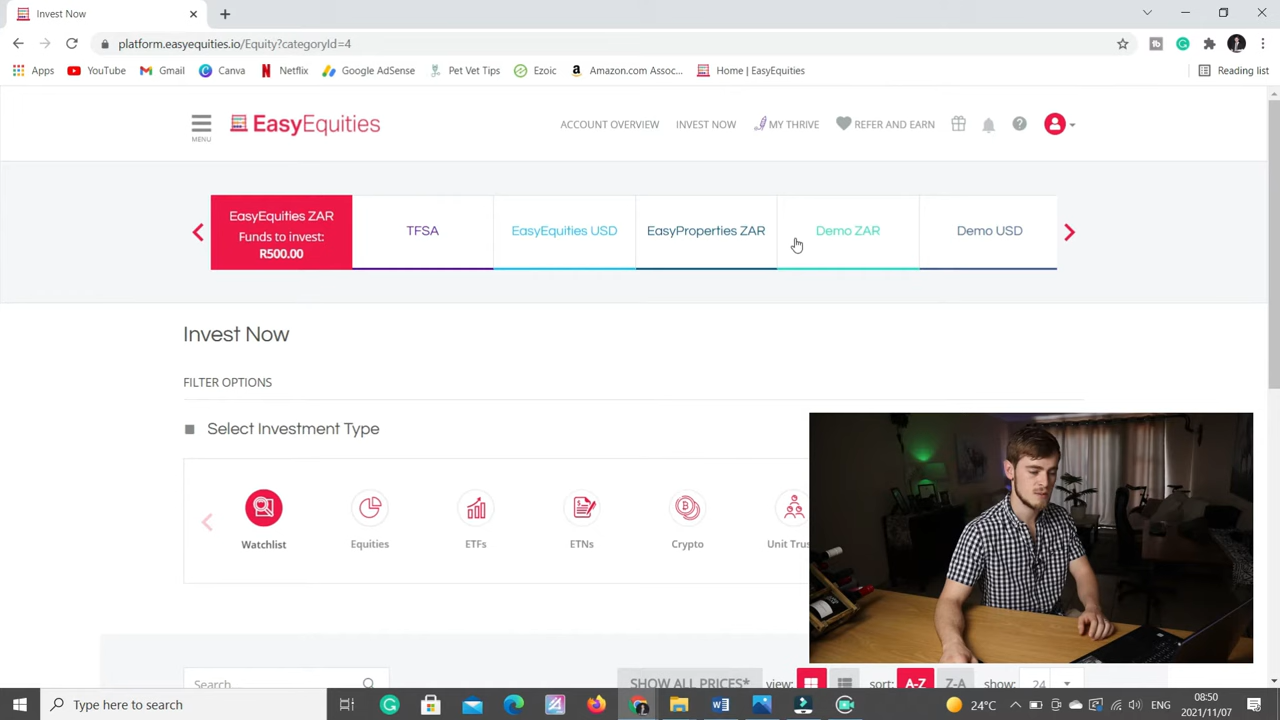 Invest Now
platform.easyequities.io/Equity?categoryId=4
Apps YouTube Gmail Canva Netflix Google AdSense Pet Vet Tips Ezoic Amazon.com Assoc... Home | EasyEquities Reading list
MENU
EasyEquities
ACCOUNT OVERVIEW INVEST NOW MY THRIVE REFER AND EARN
EasyEquities ZAR
Funds to invest:
R500.00
TFSA
EasyEquities USD
EasyProperties ZAR
Demo ZAR
Demo USD
Invest Now
FILTER OPTIONS
Select Investment Type
Watchlist Equities ETFs ETNs Crypto Unit Trus
Search... SHOW ALL PRICES* view: sort: A-Z Z-A show: 24
Type here to search
24°C ENG
08:50
2021/11/07